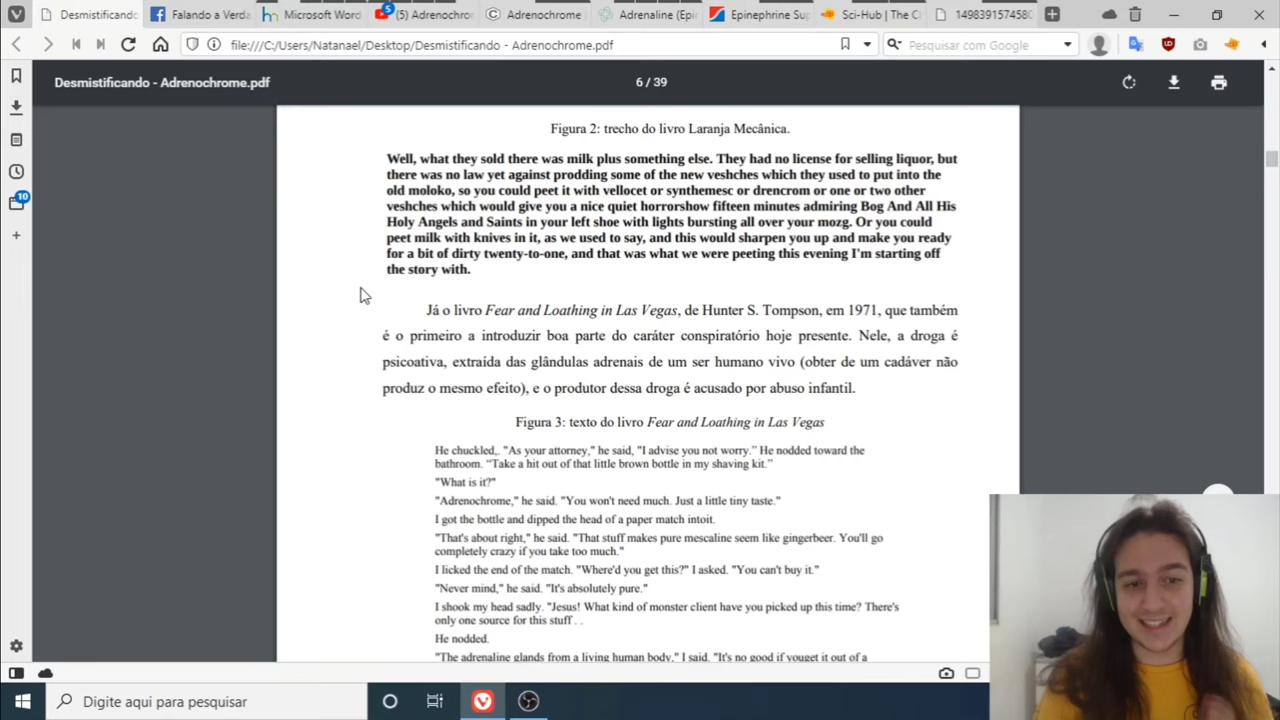 Desmistificando
Falando a Verda
Microsoft Word
(5) Adrenochror
Adrenochrome
Adrenaline (Epir
Epinephrine Sup
Sci-Hub | The Cl
1498391574580
file:///C:/Users/Natanael/Desktop/Desmistificando - Adrenochrome.pdf
Pesquisar com Google
Desmistificando - Adrenochrome.pdf
6 / 39
10
Figura 2: trecho do livro Laranja Mecânica.
Well, what they sold there was milk plus something else. They had no license for selling liquor, but
there was no law yet against prodding some of the new veshches which they used to put into the
old moloko, so you could peet it with vellocet or synthemesc or drencrom or one or two other
veshches which would give you a nice quiet horrorshow fifteen minutes admiring Bog And All His
Holy Angels and Saints in your left shoe with lights bursting all over your mozg. Or you could
peet milk with knives in it, as we used to say, and this would sharpen you up and make you ready
for a bit of dirty twenty-to-one, and that was what we were peeting this evening I'm starting off
the story with.
Já o livro Fear and Loathing in Las Vegas, de Hunter S. Tompson, em 1971, que também
é o primeiro a introduzir boa parte do caráter conspiratório hoje presente. Nele, a droga é
psicoativa, extraída das glândulas adrenais de um ser humano vivo (obter de um cadáver não
produz o mesmo efeito), e o produtor dessa droga é acusado por abuso infantil.
Figura 3: texto do livro Fear and Loathing in Las Vegas
He chuckled,. "As your attorney," he said, "I advise you not worry." He nodded toward the
bathroom. "Take a hit out of that little brown bottle in my shaving kit."
"What is it?"
"Adrenochrome," he said. "You won't need much. Just a little tiny taste."
I got the bottle and dipped the head of a paper match intoit.
"That's about right," he said. "That stuff makes pure mescaline seem like gingerbeer. You'll go
completely crazy if you take too much."
I licked the end of the match. "Where'd you get this?" I asked. "You can't buy it."
"Never mind," he said. "It's absolutely pure."
I shook my head sadly. "Jesus! What kind of monster client have you picked up this time? There's
only one source for this stuff . .
He nodded.
"The adrenaline glands from a living human body," I said. "It's no good if youget it out of a
Digite aqui para pesquisar